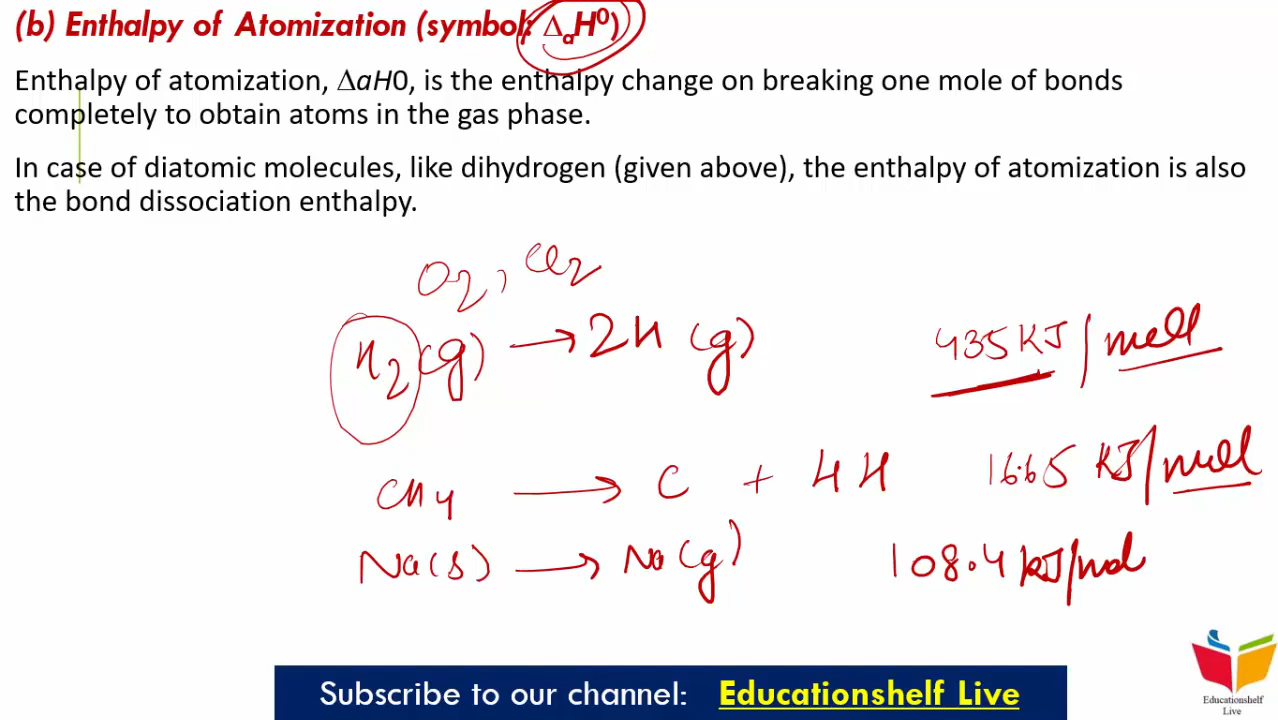 (b) Enthalpy of Atomization (symbol: ΔₐH⁰)
Enthalpy of atomization, ΔaH0, is the enthalpy change on breaking one mole of bonds
completely to obtain atoms in the gas phase.
In case of diatomic molecules, like dihydrogen (given above), the enthalpy of atomization is also
the bond dissociation enthalpy.
O₂, Cl₂
H₂(g) → 2H (g) 435 KJ/mol
CH₄ → C + 4H 1665 KJ/mol
Na(s) → Na(g) 108.4 kJ/mol
Subscribe to our channel: Educationshelf Live
Educationshelf
Live